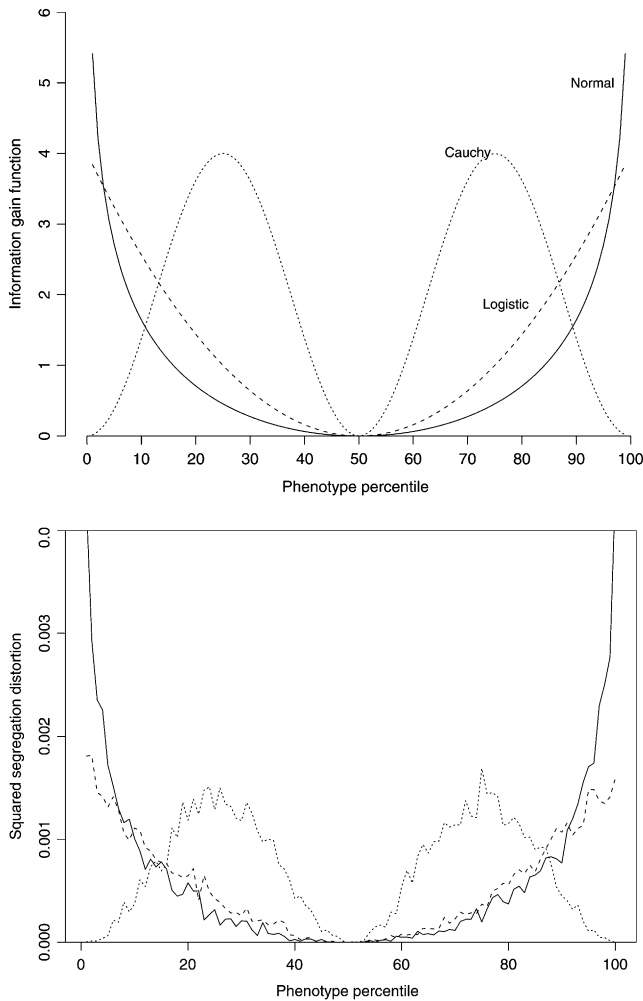 6
5
4
3
2
1
0
Information gain function
Normal
Cauchy
Logistic
0 10 20 30 40 50 60 70 80 90 100
Phenotype percentile
0.0
0.003
0.002
0.001
0.000
Squared segregation distortion
0 20 40 60 80 100
Phenotype percentile